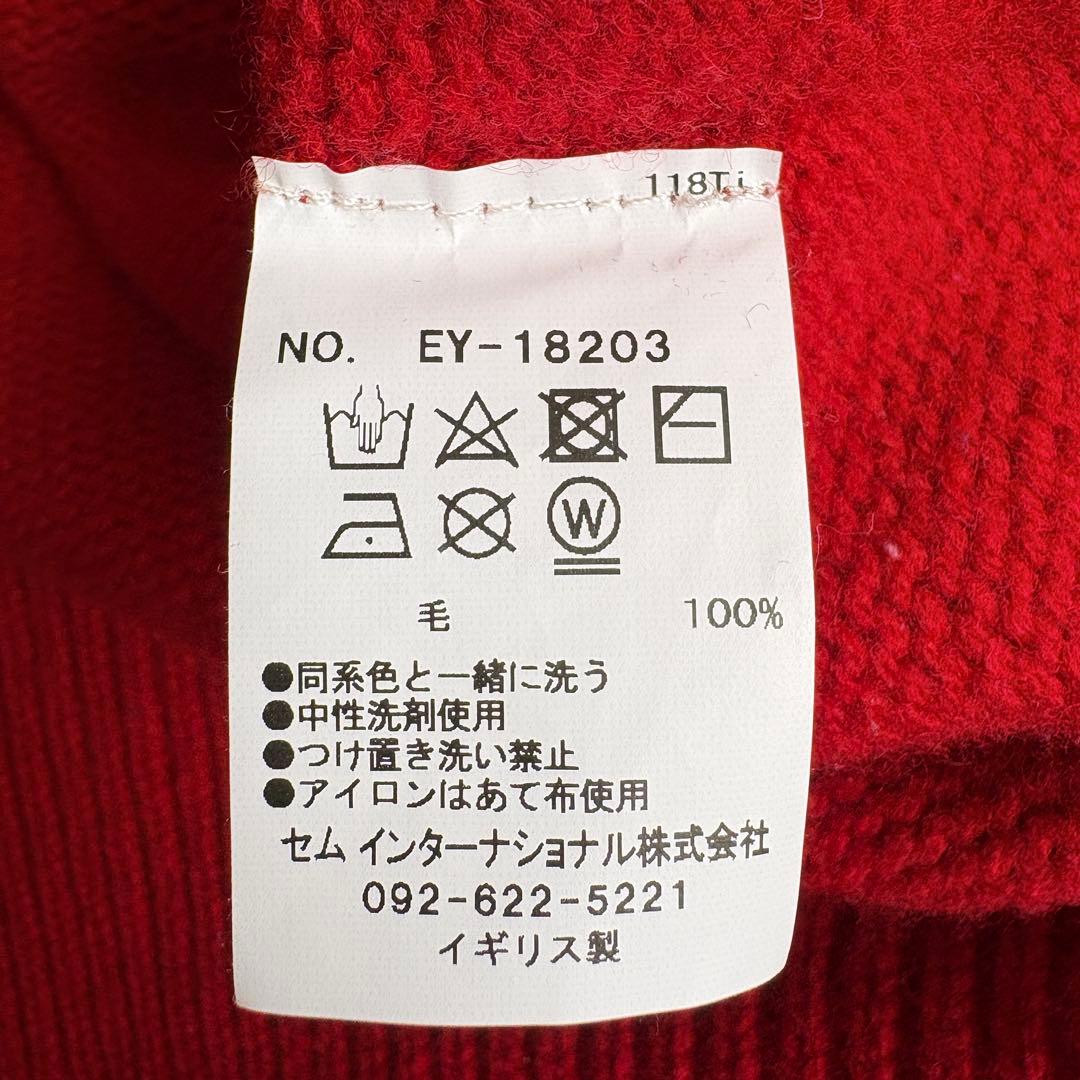 118Ti
NO. EY-18203
W
毛 100%
●同系色と一緒に洗う
●中性洗剤使用
●つけ置き洗い禁止
●アイロンはあて布使用
セム インターナショナル株式会社
092-622-5221
イギリス製